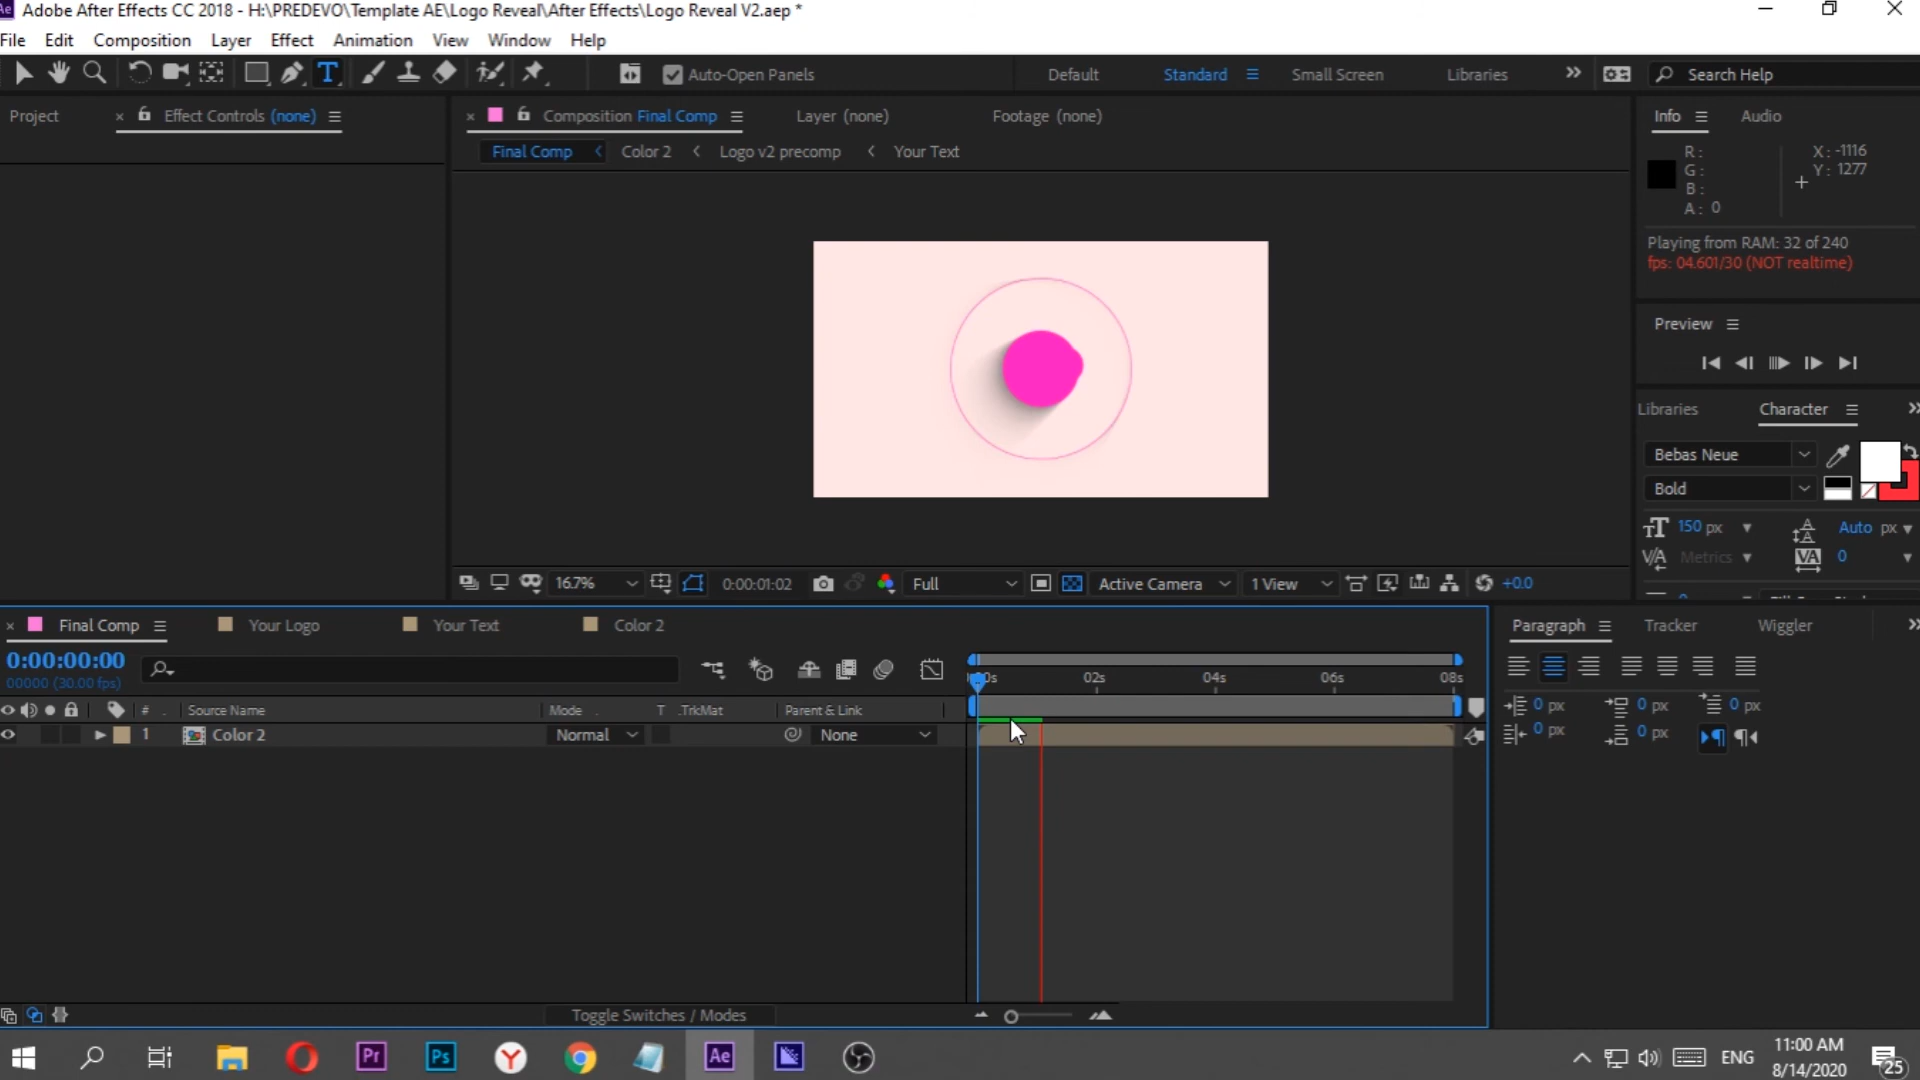 Adobe After Effects CC 2018 - H:\PREDEVO\Template AE\Logo Reveal\After Effects\Logo Reveal V2.aep *
File Edit Composition Layer Effect Animation View Window Help
Auto-Open Panels Default Standard Small Screen Libraries Search Help
Project Effect Controls (none) Composition Final Comp Layer (none) Footage (none) Info Audio
Final Comp Color 2 Logo v2 precomp Your Text
R: X: -1116
G: Y: 1277
B:
A: 0
Playing from RAM: 32 of 240
fps: 04.601/30 (NOT realtime)
Preview
Libraries Character
Bebas Neue
Bold
150 px Auto px
Metrics 0
16.7% 0:00:01:02 Full Active Camera 1 View +0.0
Final Comp Your Logo Your Text Color 2 Paragraph Tracker Wiggler
0:00:00:00
00000 (30.00 fps)
02s 04s 06s 08s
# Source Name Mode T .TrkMat Parent & Link
1 Color 2 Normal None
0 px 0 px 0 px
0 px 0 px
Toggle Switches / Modes
Pr Ps Y Ae ENG
11:00 AM
8/14/2020
25